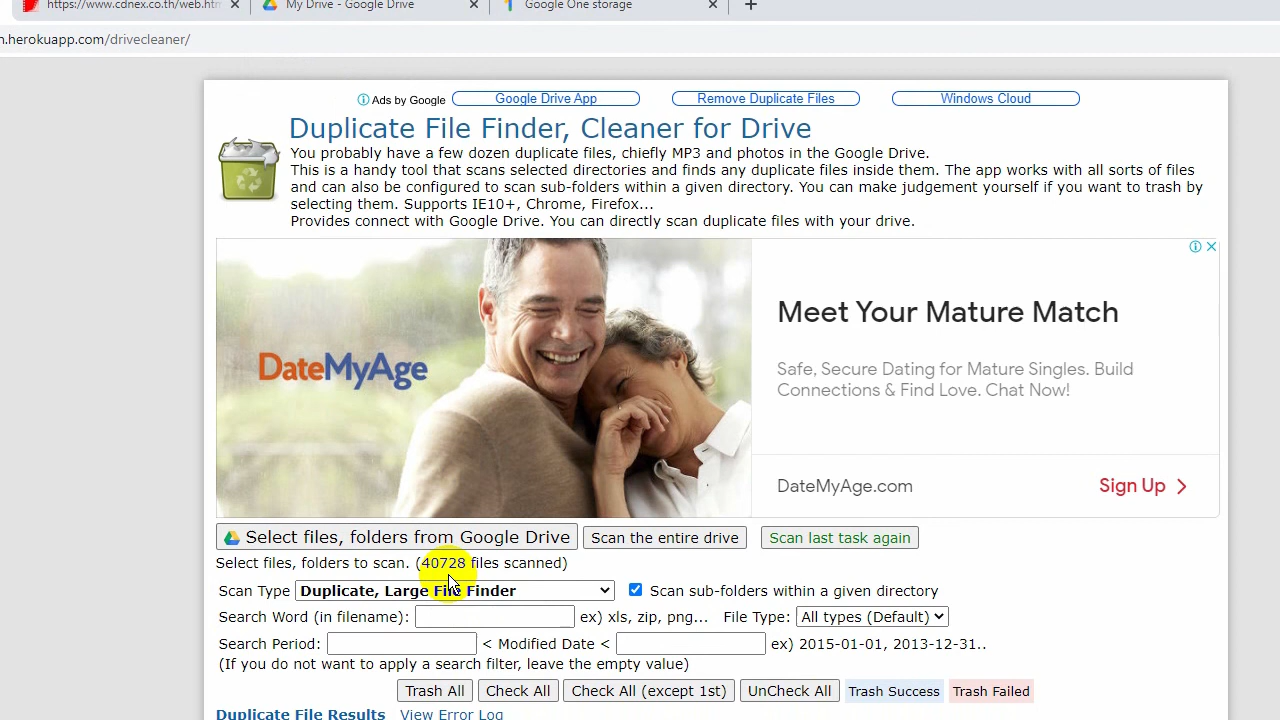 https://www.cdnex.co.th/web.htm
My Drive - Google Drive
Google One storage
n.herokuapp.com/drivecleaner/
Ads by Google
Google Drive App
Remove Duplicate Files
Windows Cloud
Duplicate File Finder, Cleaner for Drive
You probably have a few dozen duplicate files, chiefly MP3 and photos in the Google Drive.
This is a handy tool that scans selected directories and finds any duplicate files inside them. The app works with all sorts of files
and can also be configured to scan sub-folders within a given directory. You can make judgement yourself if you want to trash by
selecting them. Supports IE10+, Chrome, Firefox...
Provides connect with Google Drive. You can directly scan duplicate files with your drive.
DateMyAge
Meet Your Mature Match
Safe, Secure Dating for Mature Singles. Build
Connections & Find Love. Chat Now!
DateMyAge.com
Sign Up
Select files, folders from Google Drive
Scan the entire drive
Scan last task again
Select files, folders to scan. (40728 files scanned)
Scan Type Duplicate, Large File Finder Scan sub-folders within a given directory
Search Word (in filename): ex) xls, zip, png... File Type: All types (Default)
Search Period: < Modified Date < ex) 2015-01-01, 2013-12-31..
(If you do not want to apply a search filter, leave the empty value)
Trash All Check All Check All (except 1st) UnCheck All Trash Success Trash Failed
Duplicate File Results View Error Log